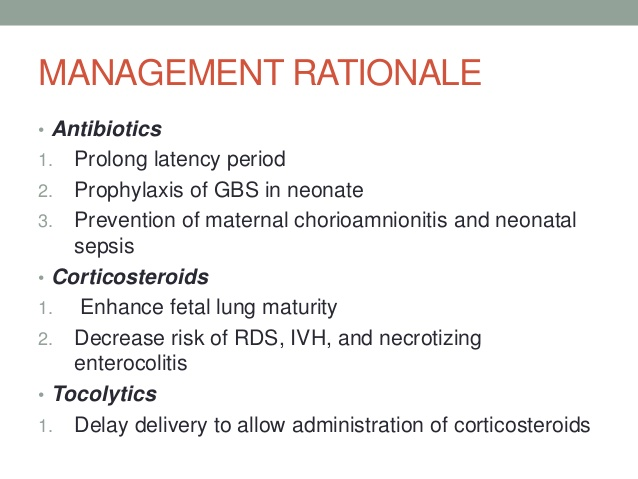 MANAGEMENT RATIONALE
• Antibiotics
1. Prolong latency period
2. Prophylaxis of GBS in neonate
3. Prevention of maternal chorioamnionitis and neonatal
sepsis
• Corticosteroids
1. Enhance fetal lung maturity
2. Decrease risk of RDS, IVH, and necrotizing
enterocolitis
• Tocolytics
1. Delay delivery to allow administration of corticosteroids